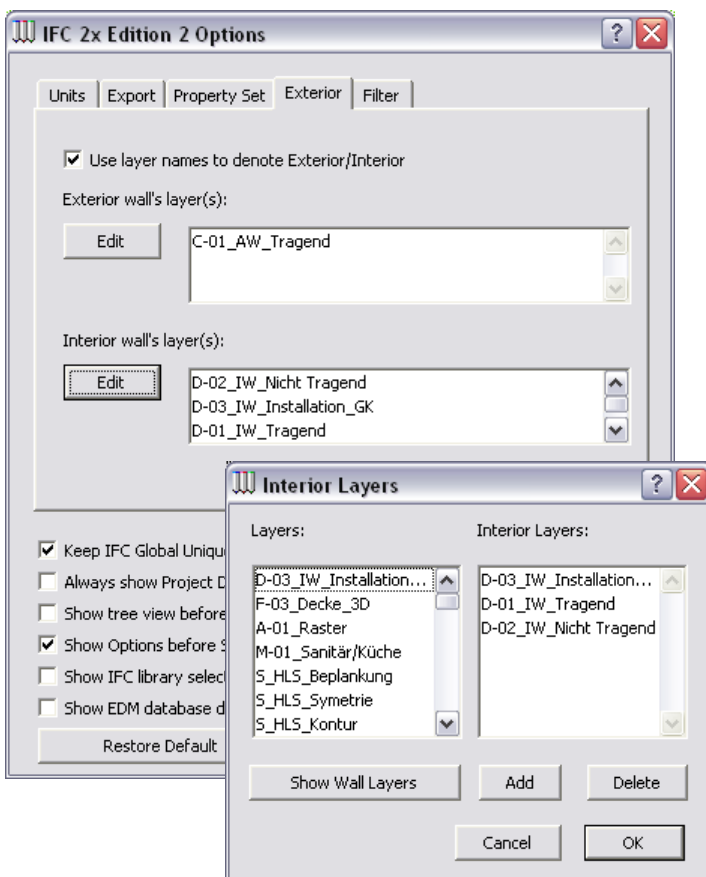 IFC 2x Edition 2 Options
Units Export Property Set Exterior Filter
Use layer names to denote Exterior/Interior
Exterior wall's layer(s):
Edit
C-01_AW_Tragend
Interior wall's layer(s):
Edit
D-02_IW_Nicht Tragend
D-03_IW_Installation_GK
D-01_IW_Tragend
Keep IFC Global Uniqu
Always show Project D
Show tree view before
Show Options before S
Show IFC library selec
Show EDM database d
Restore Default
Interior Layers
Layers:
D-03_IW_Installation...
F-03_Decke_3D
A-01_Raster
M-01_Sanitär/Küche
S_HLS_Beplankung
S_HLS_Symetrie
S_HLS_Kontur
Interior Layers:
D-03_IW_Installation...
D-01_IW_Tragend
D-02_IW_Nicht Tragend
Show Wall Layers Add Delete
Cancel OK